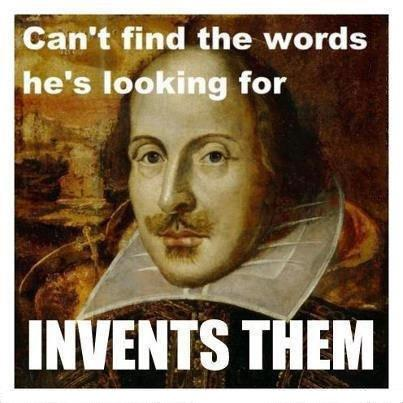 Can't find the words
he's looking for
INVENTS THEM